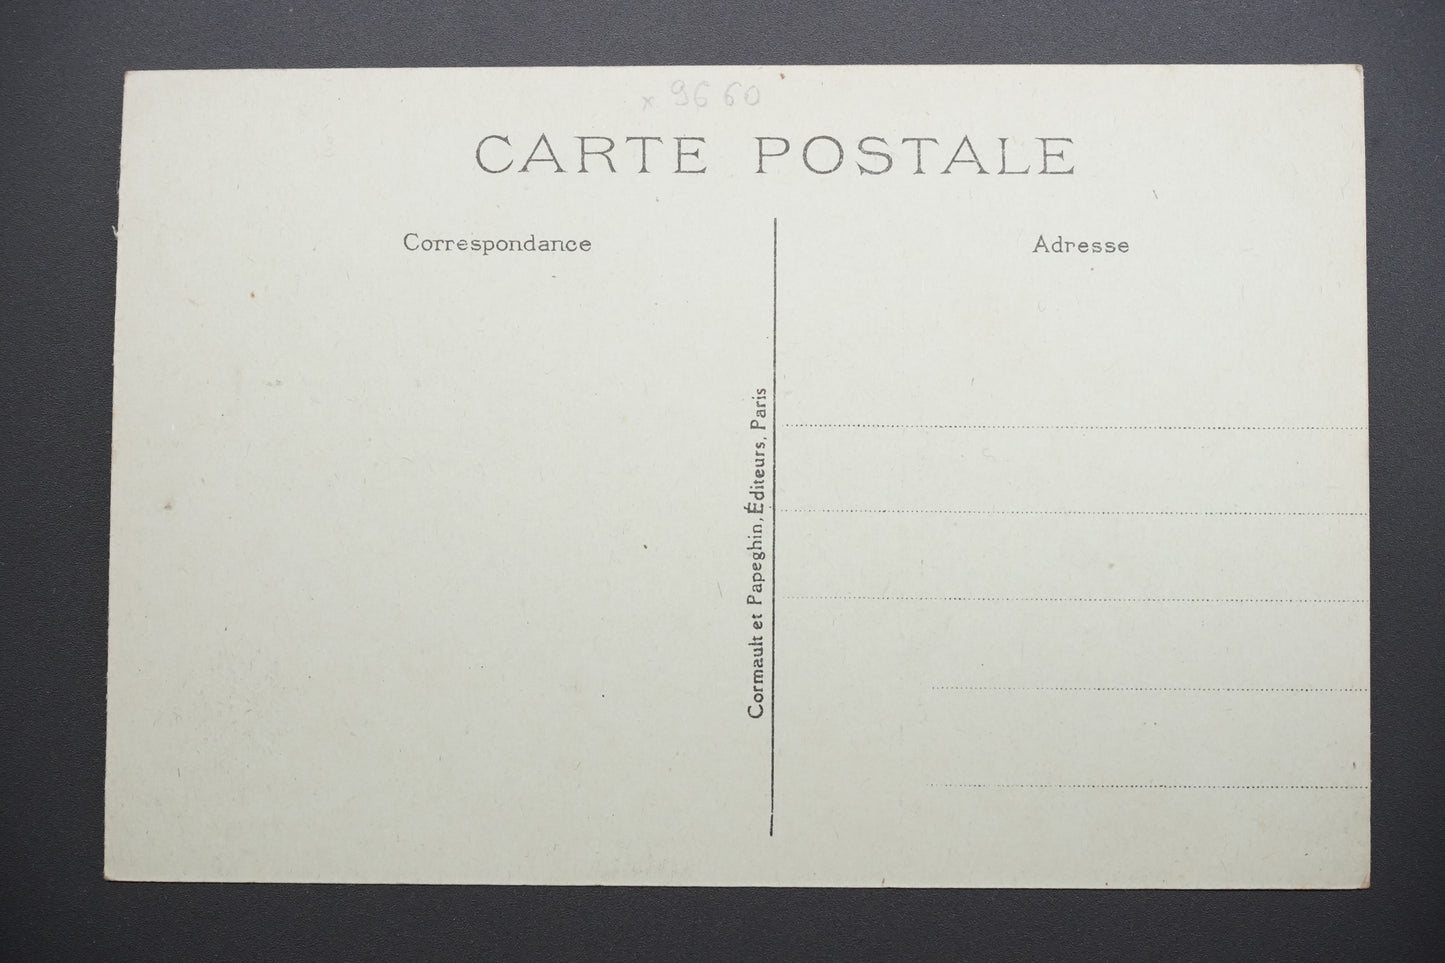 x 9660
CARTE POSTALE
Correspondance
Adresse
Cormault et Papeghin, Éditeurs, Paris